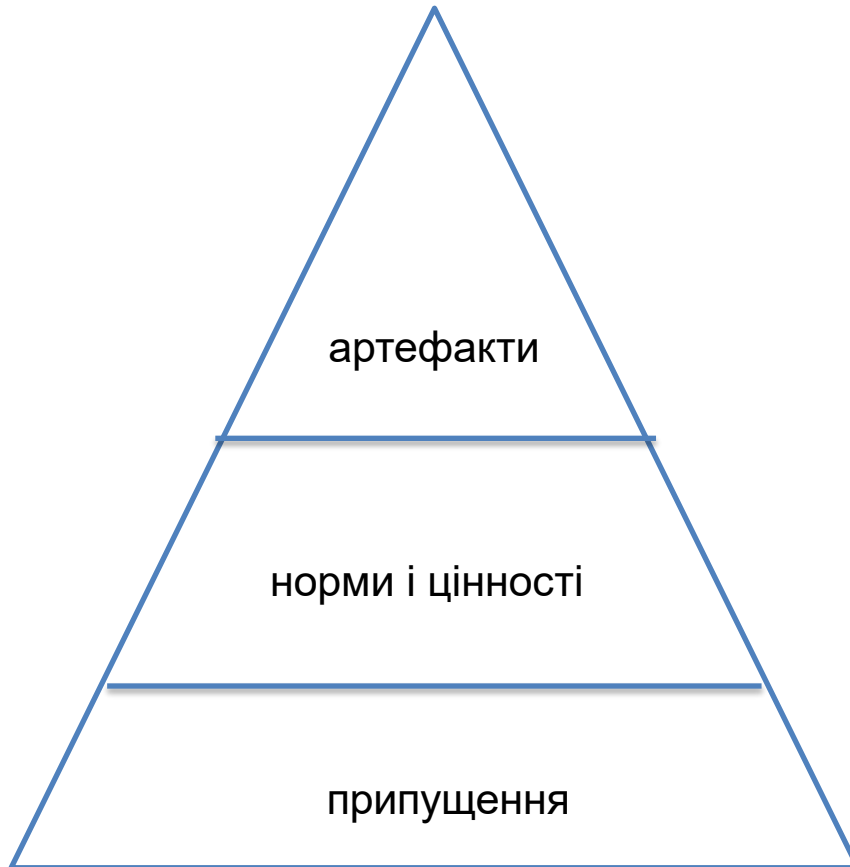 артефакти
норми і цінності
припущення